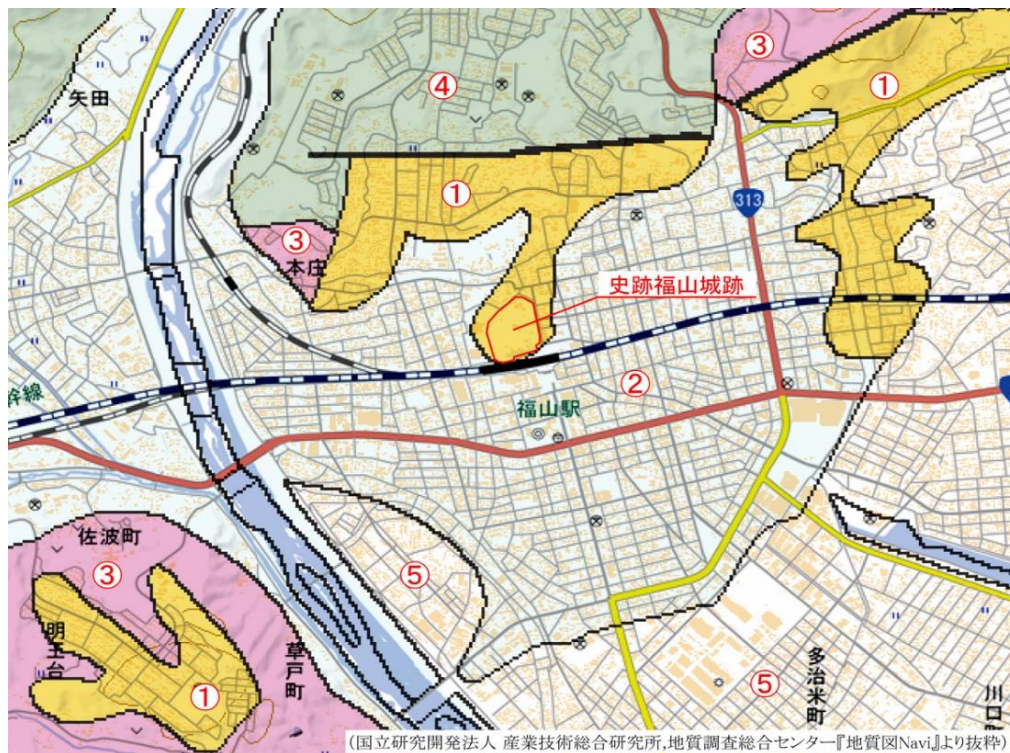 矢田
④
③
①
①
313
③
本庄
史跡福山城跡
②
幹線
福山駅
佐波町
③
⑤
明王台
草戸町
①
多治米町
⑤
川口
(国立研究開発法人 産業技術総合研究所,地質調査総合センター『地質図Navi』より抜粋)